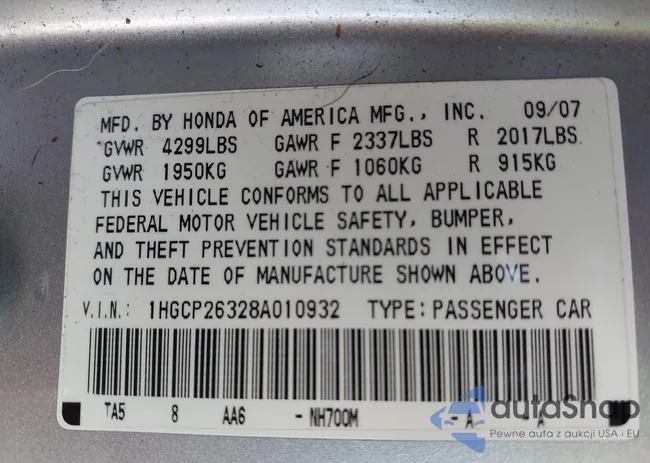 MFD. BY HONDA OF AMERICA MFG., INC. 09/07
GVWR 4299LBS GAWR F 2337LBS R 2017LBS
GVWR 1950KG GAWR F 1060KG R 915KG
THIS VEHICLE CONFORMS TO ALL APPLICABLE
FEDERAL MOTOR VEHICLE SAFETY, BUMPER,
AND THEFT PREVENTION STANDARDS IN EFFECT
ON THE DATE OF MANUFACTURE SHOWN ABOVE.
V.I.N.: 1HGCP26328A010932 TYPE: PASSENGER CAR
TA5 8 AA6 - NH700M - A - A
autoSnap
Pewne auta z aukcji USA i EU